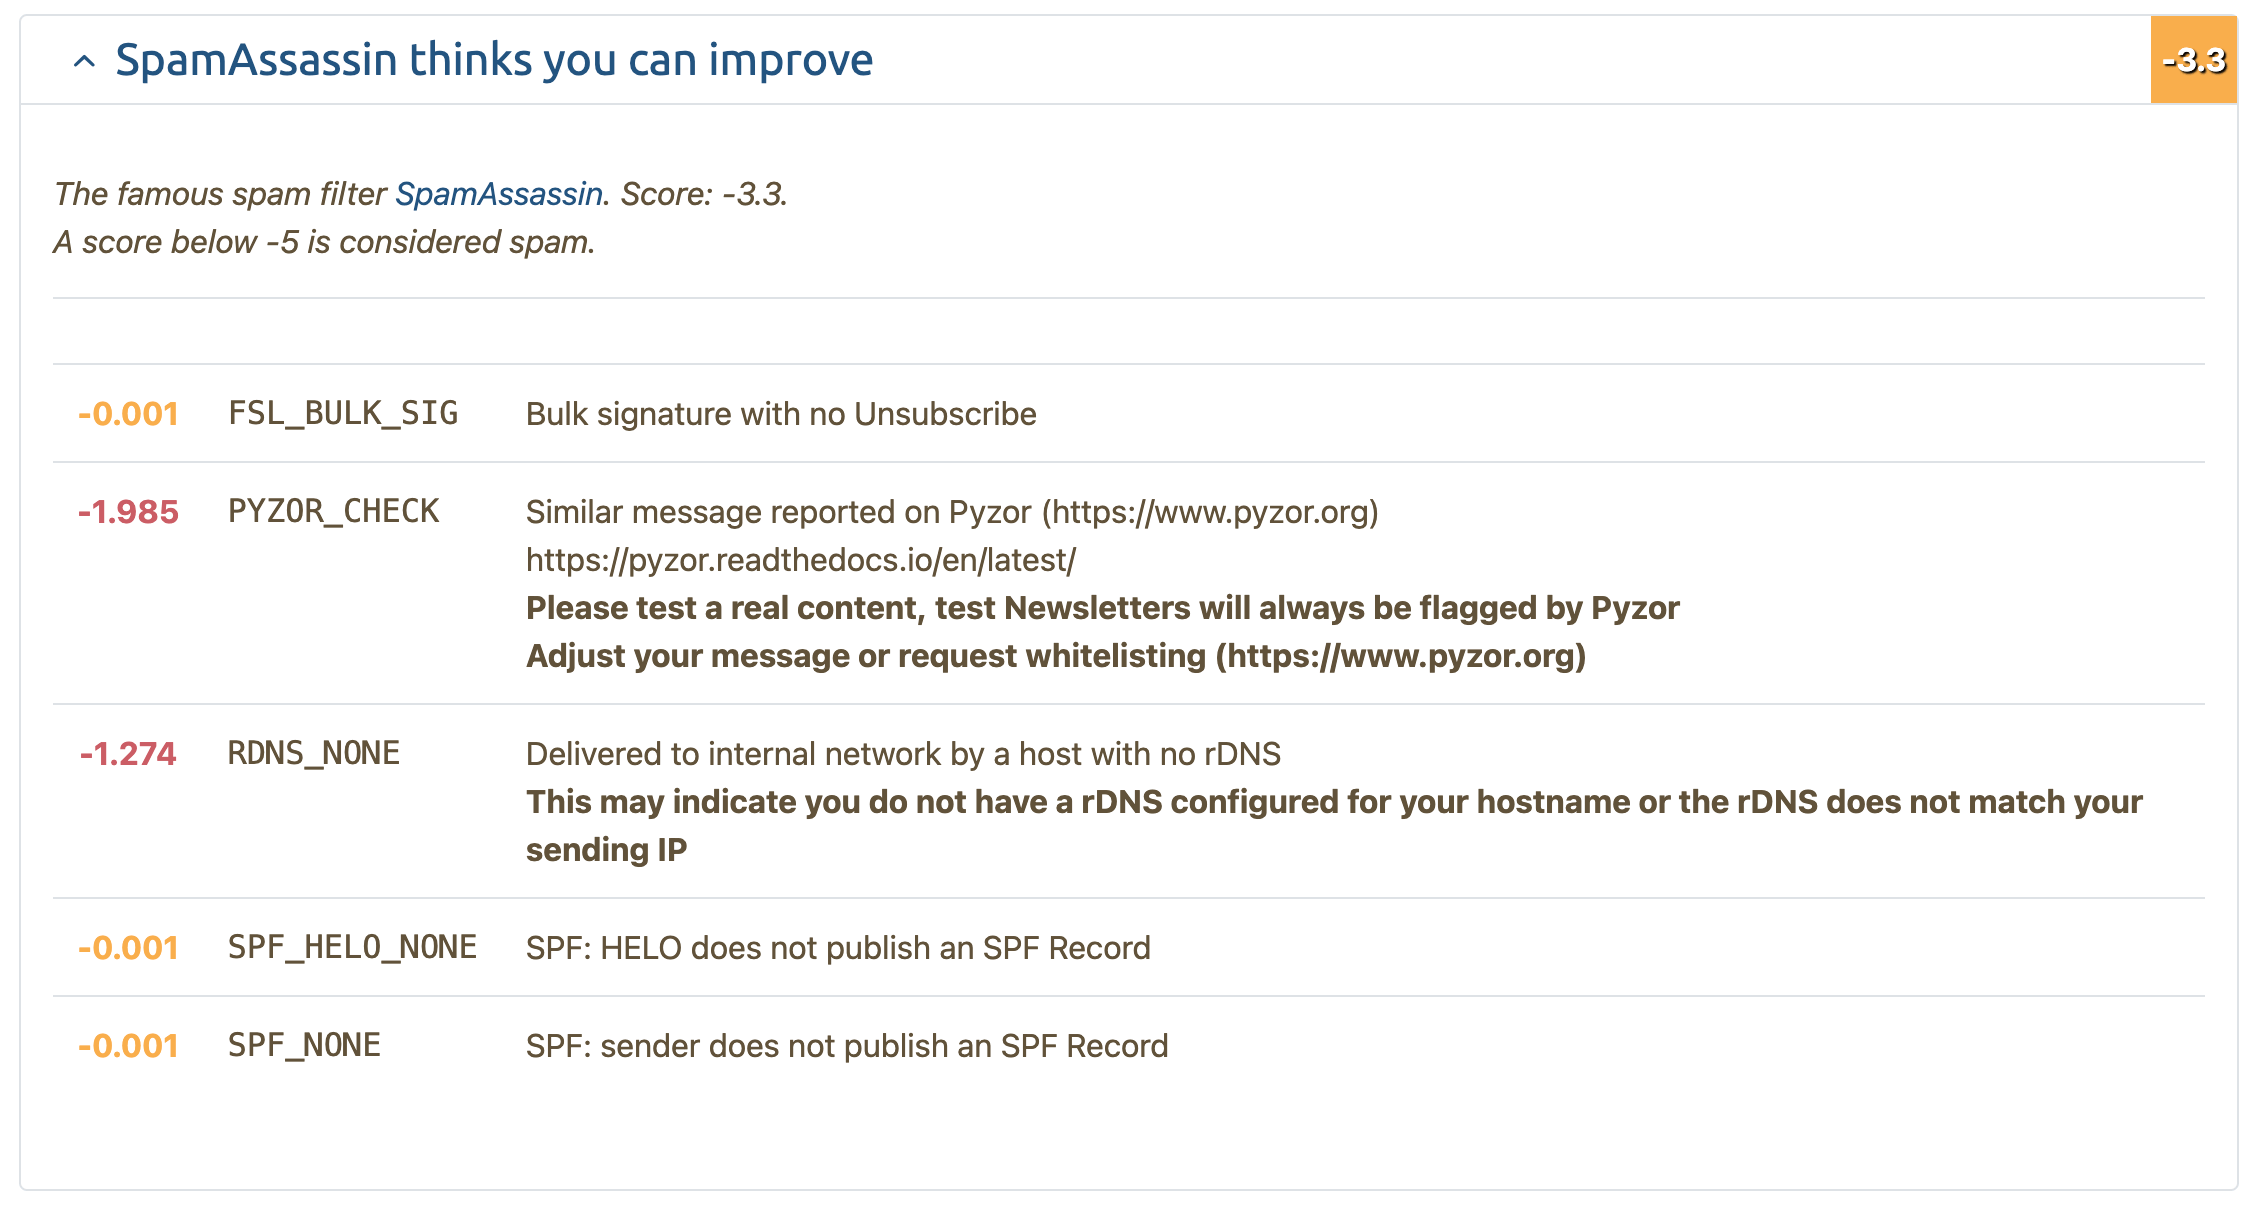 SpamAssassin thinks you can improve
-3.3
The famous spam filter SpamAssassin. Score: -3.3.
A score below -5 is considered spam.
-0.001 FSL_BULK_SIG Bulk signature with no Unsubscribe
-1.985 PYZOR_CHECK Similar message reported on Pyzor (https://www.pyzor.org)
https://pyzor.readthedocs.io/en/latest/
Please test a real content, test Newsletters will always be flagged by Pyzor
Adjust your message or request whitelisting (https://www.pyzor.org)
-1.274 RDNS_NONE Delivered to internal network by a host with no rDNS
This may indicate you do not have a rDNS configured for your hostname or the rDNS does not match your
sending IP
-0.001 SPF_HELO_NONE SPF: HELO does not publish an SPF Record
-0.001 SPF_NONE SPF: sender does not publish an SPF Record